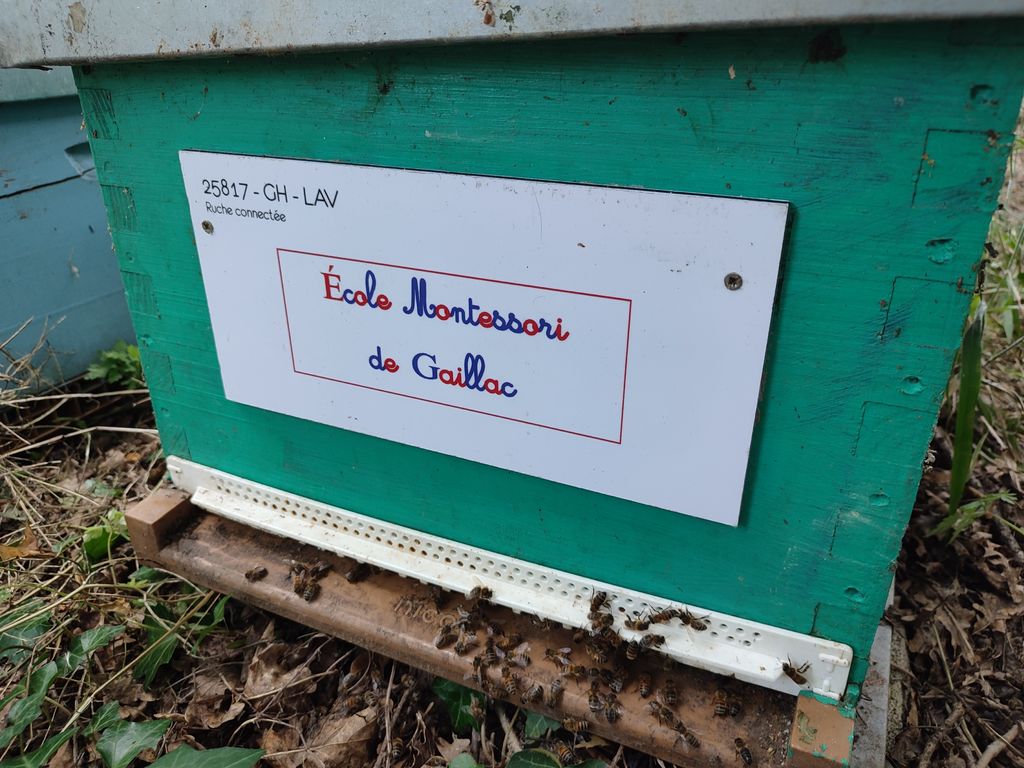 25817 - GH - LAV
Ruche connectée
École Montessori
de Gaillac